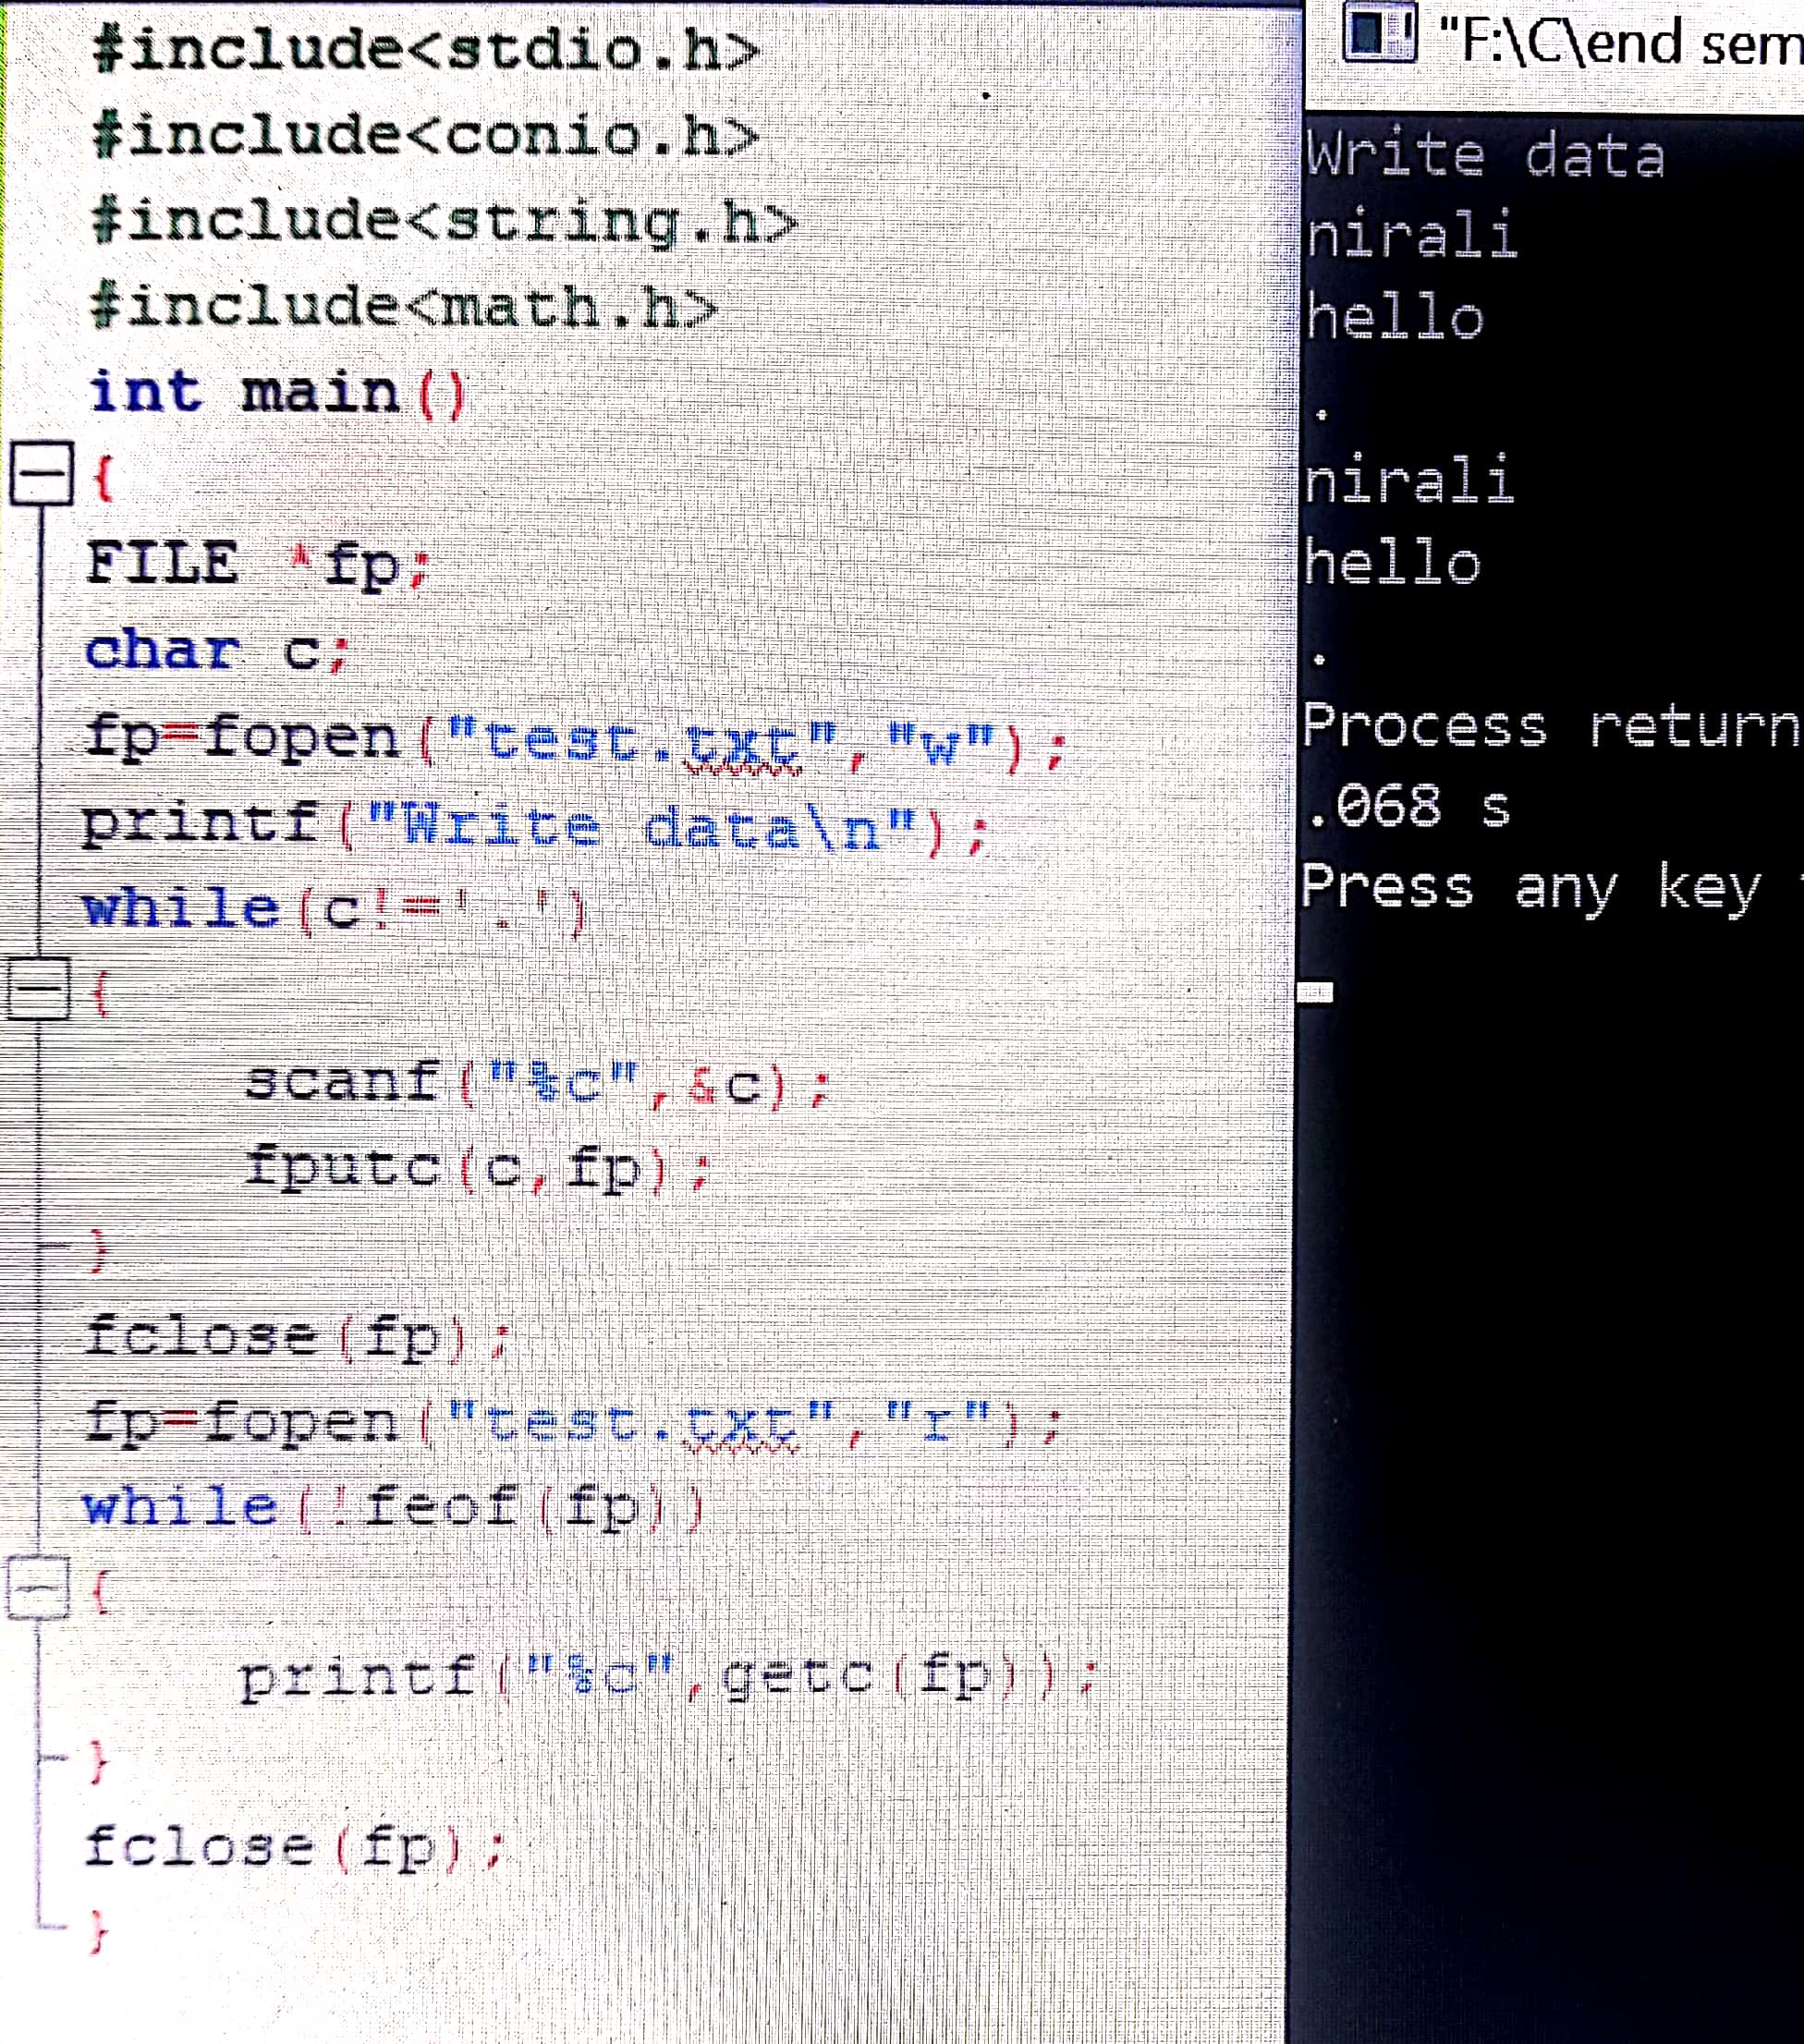 #include<stdio.h>
#include<conio.h>
#include<string.h>
#include<math.h>
int main()
{
FILE *fp;
char c;
fp=fopen("test.txt","w");
printf("Write data\n");
while(c!='.')
{
scanf("%c",&c);
fputc(c,fp);
}
fclose(fp);
fp=fopen("test.txt","r");
while(!feof(fp))
{
printf("%c",getc(fp));
}
fclose(fp);
}
"F:\C\end sem
Write data
nirali
hello
.
nirali
hello
.
Process return
.068 s
Press any key